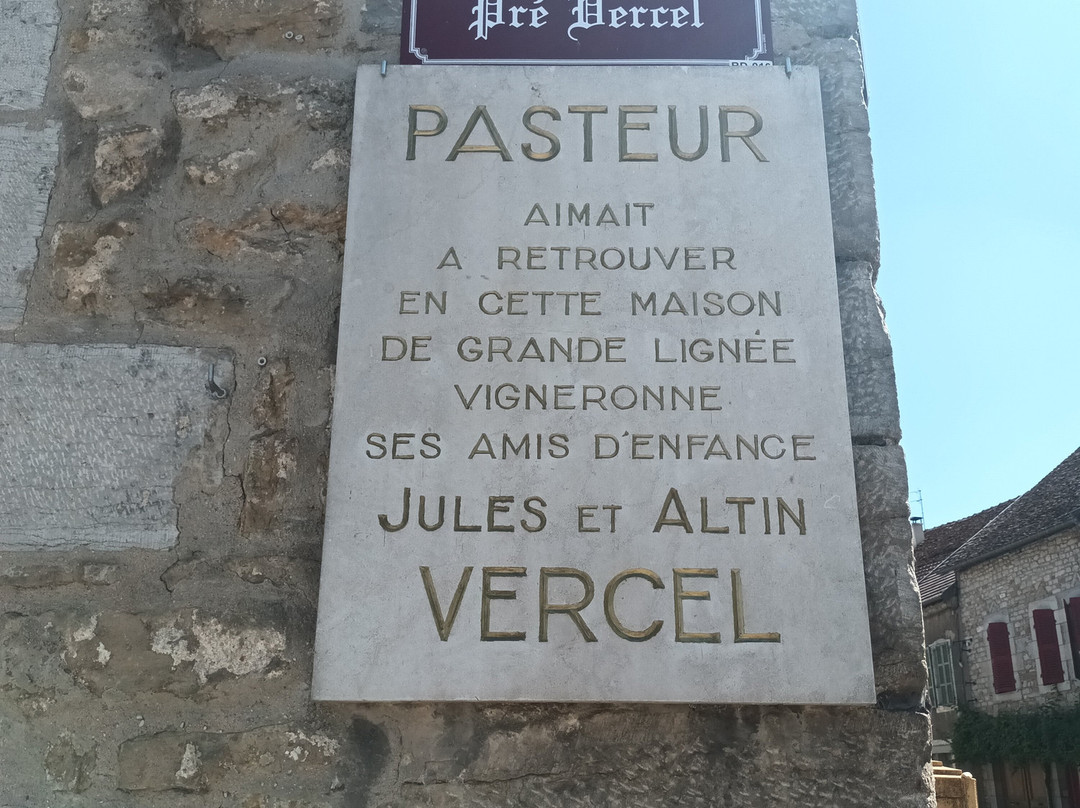 Pré Vercel
PASTEUR
AIMAIT
A RETROUVER
EN CETTE MAISON
DE GRANDE LIGNÉE
VIGNERONNE
SES AMIS D'ENFANCE
JULES ET ALTIN
VERCEL